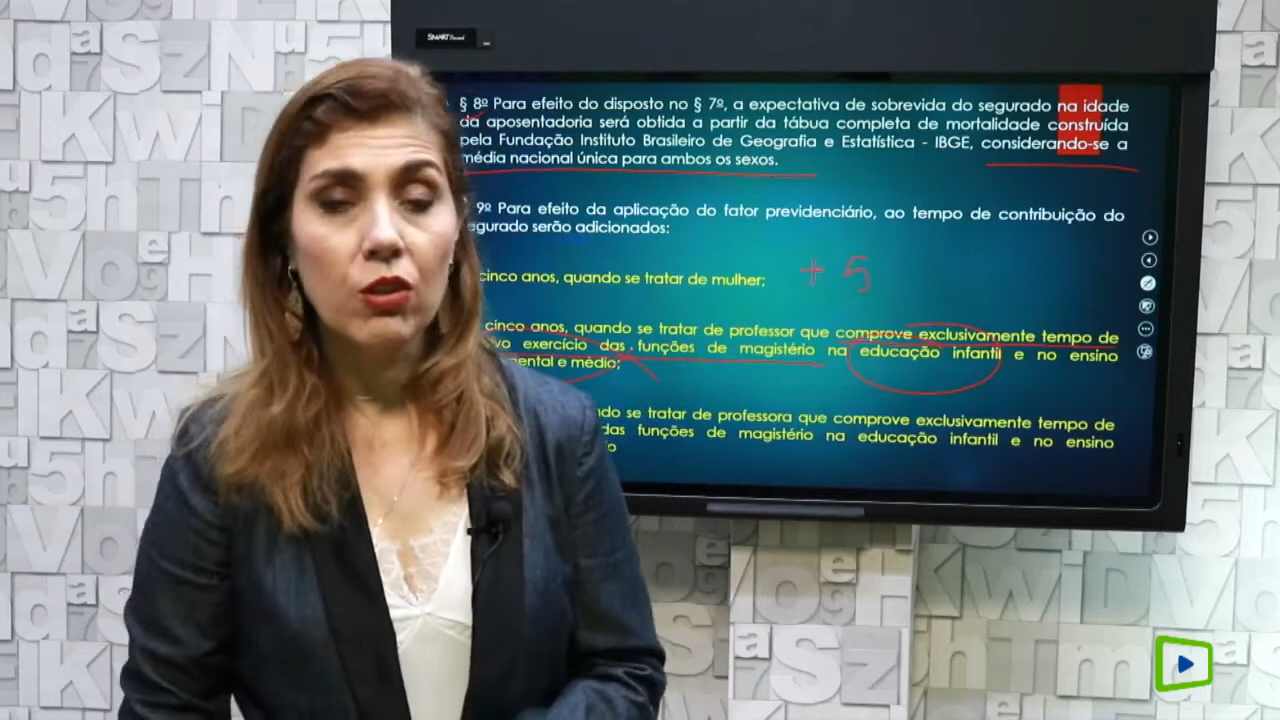 SMART Board
§ 8º Para efeito do disposto no § 7º, a expectativa de sobrevida do segurado na idade
da aposentadoria será obtida a partir da tábua completa de mortalidade construída
pela Fundação Instituto Brasileiro de Geografia e Estatística - IBGE, considerando-se a
média nacional única para ambos os sexos.
9º Para efeito da aplicação do fator previdenciário, ao tempo de contribuição do
egurado serão adicionados:
cinco anos, quando se tratar de mulher; + 5
cinco anos, quando se tratar de professor que comprove exclusivamente tempo de
vo exercício das funções de magistério na educação infantil e no ensino
mental e médio;
ndo se tratar de professora que comprove exclusivamente tempo de
das funções de magistério na educação infantil e no ensino
o